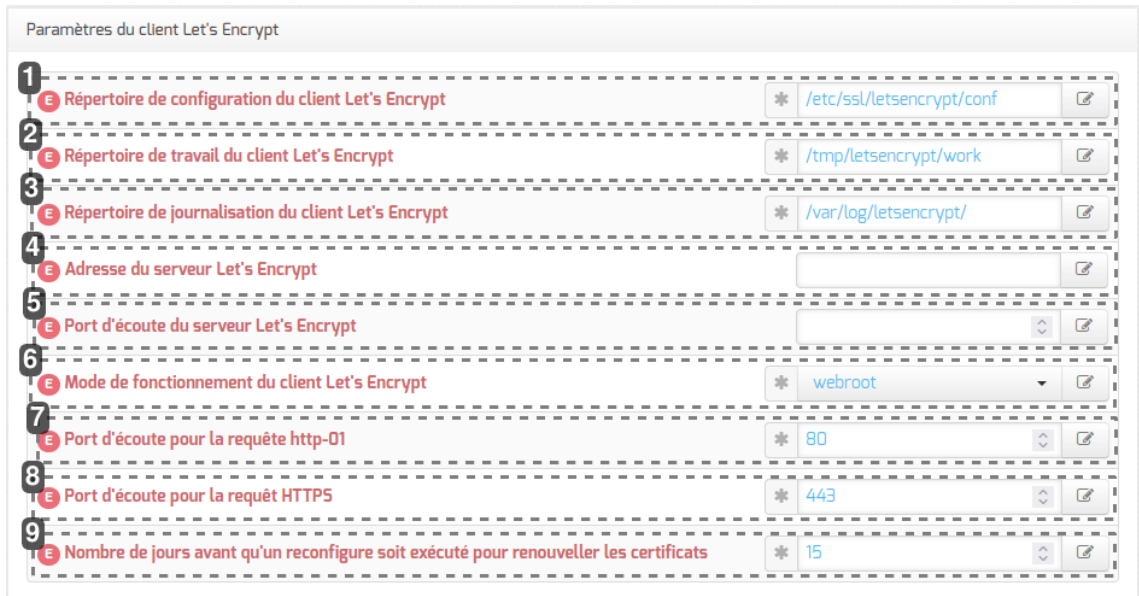 Paramètres du client Let's Encrypt
1
E Répertoire de configuration du client Let's Encrypt * /etc/ssl/letsencrypt/conf
2
E Répertoire de travail du client Let's Encrypt * /tmp/letsencrypt/work
3
E Répertoire de journalisation du client Let's Encrypt * /var/log/letsencrypt/
4
E Adresse du serveur Let's Encrypt
5
E Port d'écoute du serveur Let's Encrypt
6
E Mode de fonctionnement du client Let's Encrypt * webroot
7
E Port d'écoute pour la requête http-01 * 80
8
E Port d'écoute pour la requêt HTTPS * 443
9
E Nombre de jours avant qu'un reconfigure soit exécuté pour renouveller les certificats * 15